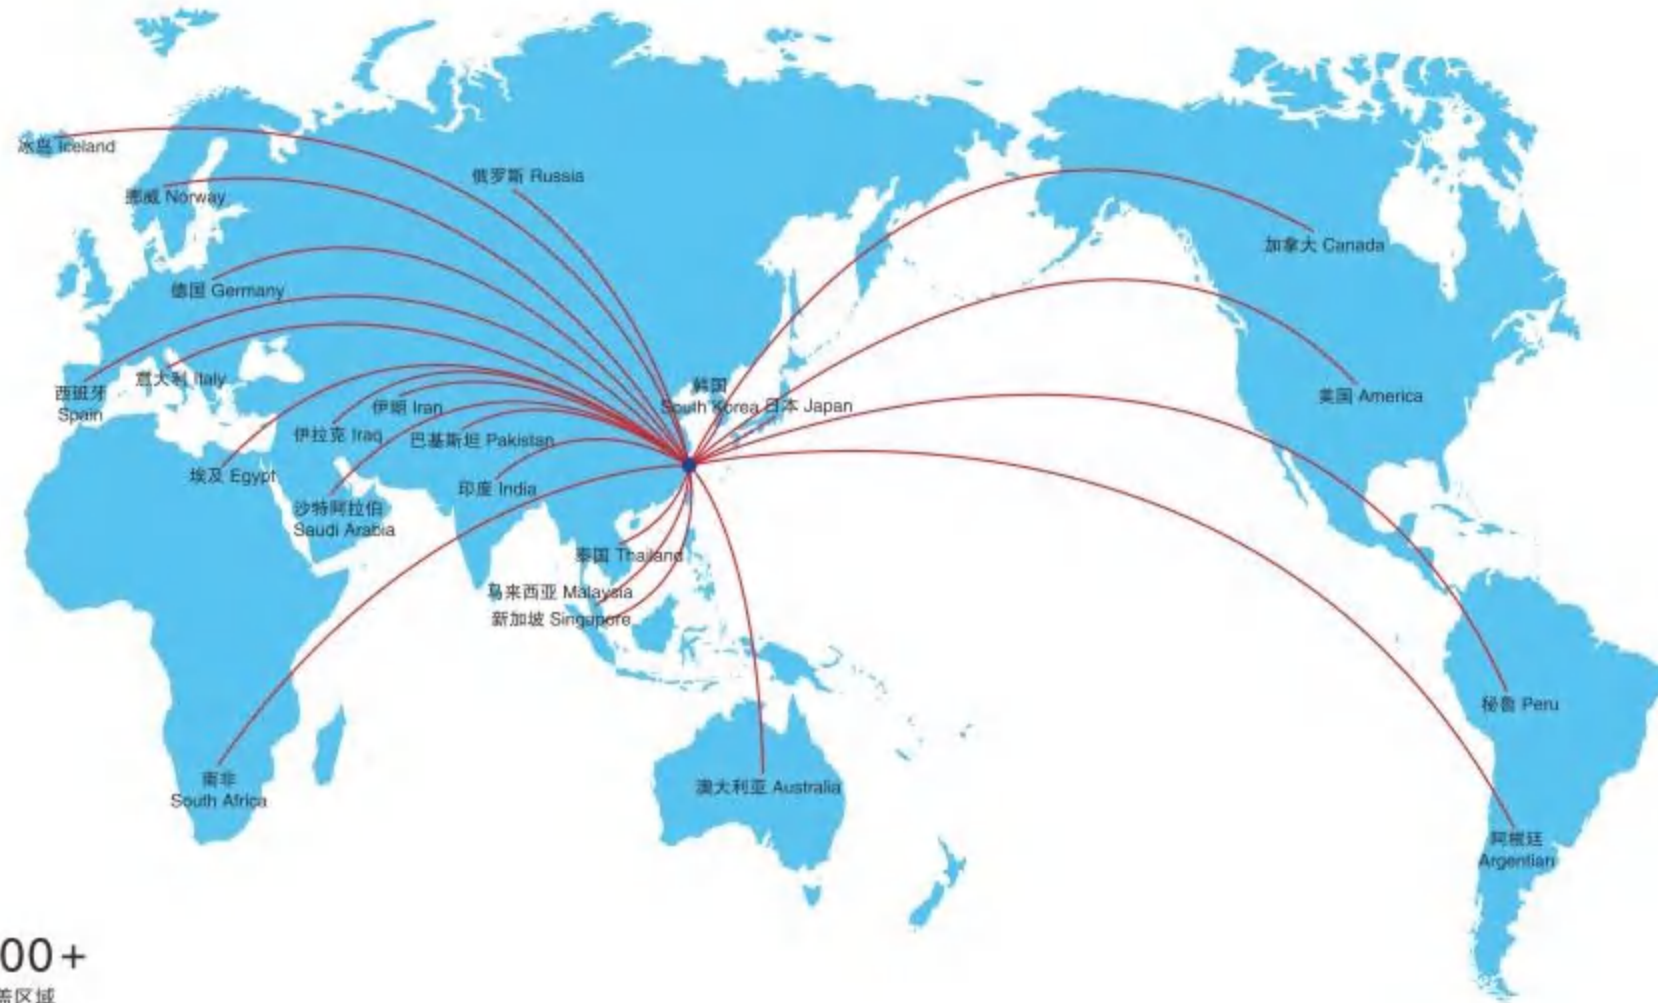 冰岛 Iceland
俄罗斯 Russia
挪威 Norway
加拿大 Canada
德国 Germany
意大利 Italy
西班牙
Spain
韩国
South Korea
日本 Japan
美国 America
伊朗 Iran
伊拉克 Iraq
巴基斯坦 Pakistan
埃及 Egypt
印度 India
沙特阿拉伯
Saudi Arabia
泰国 Thailand
马来西亚 Malaysia
新加坡 Singapore
秘鲁 Peru
南非
South Africa
澳大利亚 Australia
阿根廷
Argentian
00+
盖区域